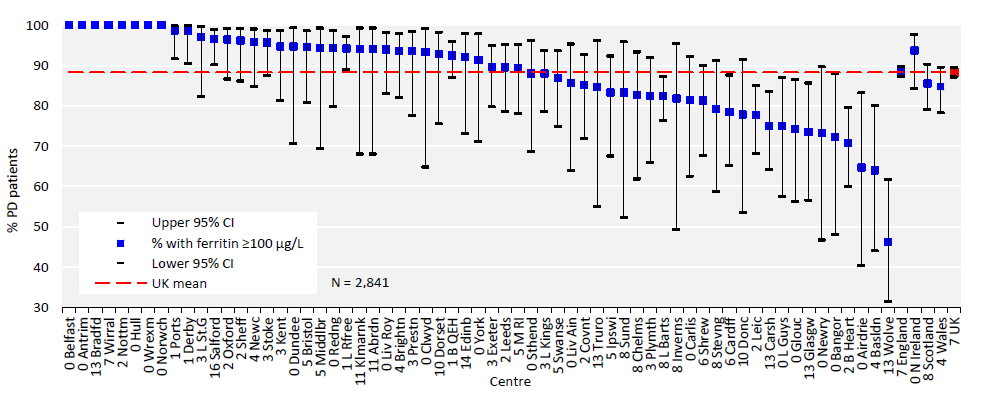 100
90
80
70
60
50
40
30
% PD patients
Upper 95% CI
% with ferritin ≥100 µg/L
Lower 95% CI
UK mean
N = 2,841
0 Belfast
0 Antrim
13 Bradfd
7 Wirral
2 Nottm
0 Hull
0 Wrexm
0 Norwch
1 Ports
1 Derby
3 L St.G
16 Salford
2 Oxford
2 Sheff
4 Newc
3 Stoke
3 Kent
0 Dundee
5 Bristol
5 Middlbr
0 Redng
1 L Rfree
11 Klmarnk
11 Abrdn
0 Liv Roy
4 Brightn
3 Prestn
0 Clwyd
10 Dorset
1 B QEH
14 Edinb
0 York
3 Exeter
2 Leeds
5 M RI
0 Sthend
3 L Kings
5 Swanse
0 Liv Ain
2 Covnt
13 Truro
5 Ipswi
8 Sund
8 Chelms
3 Plymth
8 L Barts
8 Inverns
0 Carlis
6 Shrew
8 Stevng
6 Cardff
10 Donc
2 Leic
13 Carsh
0 L Guys
0 Glouc
13 Glasgw
0 Newry
0 Bangor
2 B Heart
0 Airdrie
4 Basldn
13 Wolve
7 England
0 N Ireland
8 Scotland
4 Wales
7 UK
Centre